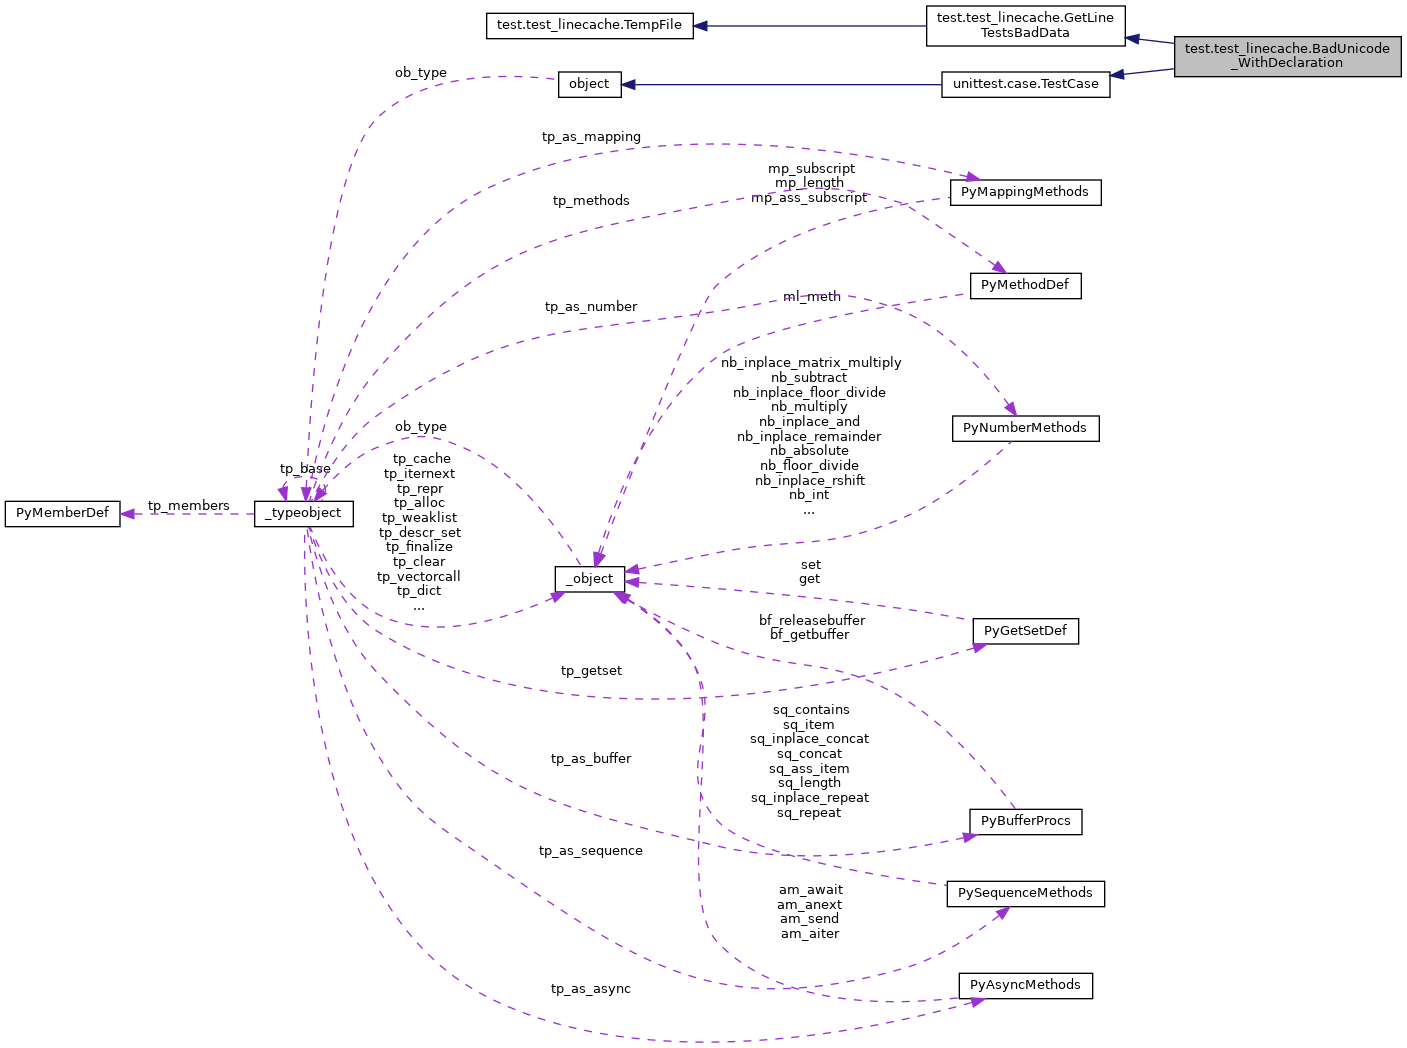 test.test_linecache.TempFile
test.test_linecache.GetLine
TestsBadData
test.test_linecache.BadUnicode
_WithDeclaration
ob_type
object
unittest.case.TestCase
tp_as_mapping
mp_subscript
mp_length
mp_ass_subscript
PyMappingMethods
tp_methods
PyMethodDef
tp_as_number
ml_meth
nb_inplace_matrix_multiply
nb_subtract
nb_inplace_floor_divide
nb_multiply
nb_inplace_and
nb_inplace_remainder
nb_absolute
nb_floor_divide
nb_inplace_rshift
nb_int
...
PyNumberMethods
ob_type
tp_base
tp_cache
tp_iternext
tp_repr
tp_alloc
tp_weaklist
tp_descr_set
tp_finalize
tp_clear
tp_vectorcall
tp_dict
...
PyMemberDef
tp_members
_typeobject
_object
set
get
PyGetSetDef
bf_releasebuffer
bf_getbuffer
tp_getset
sq_contains
sq_item
sq_inplace_concat
sq_concat
sq_ass_item
sq_length
sq_inplace_repeat
sq_repeat
tp_as_buffer
PyBufferProcs
tp_as_sequence
PySequenceMethods
am_await
am_anext
am_send
am_aiter
tp_as_async
PyAsyncMethods